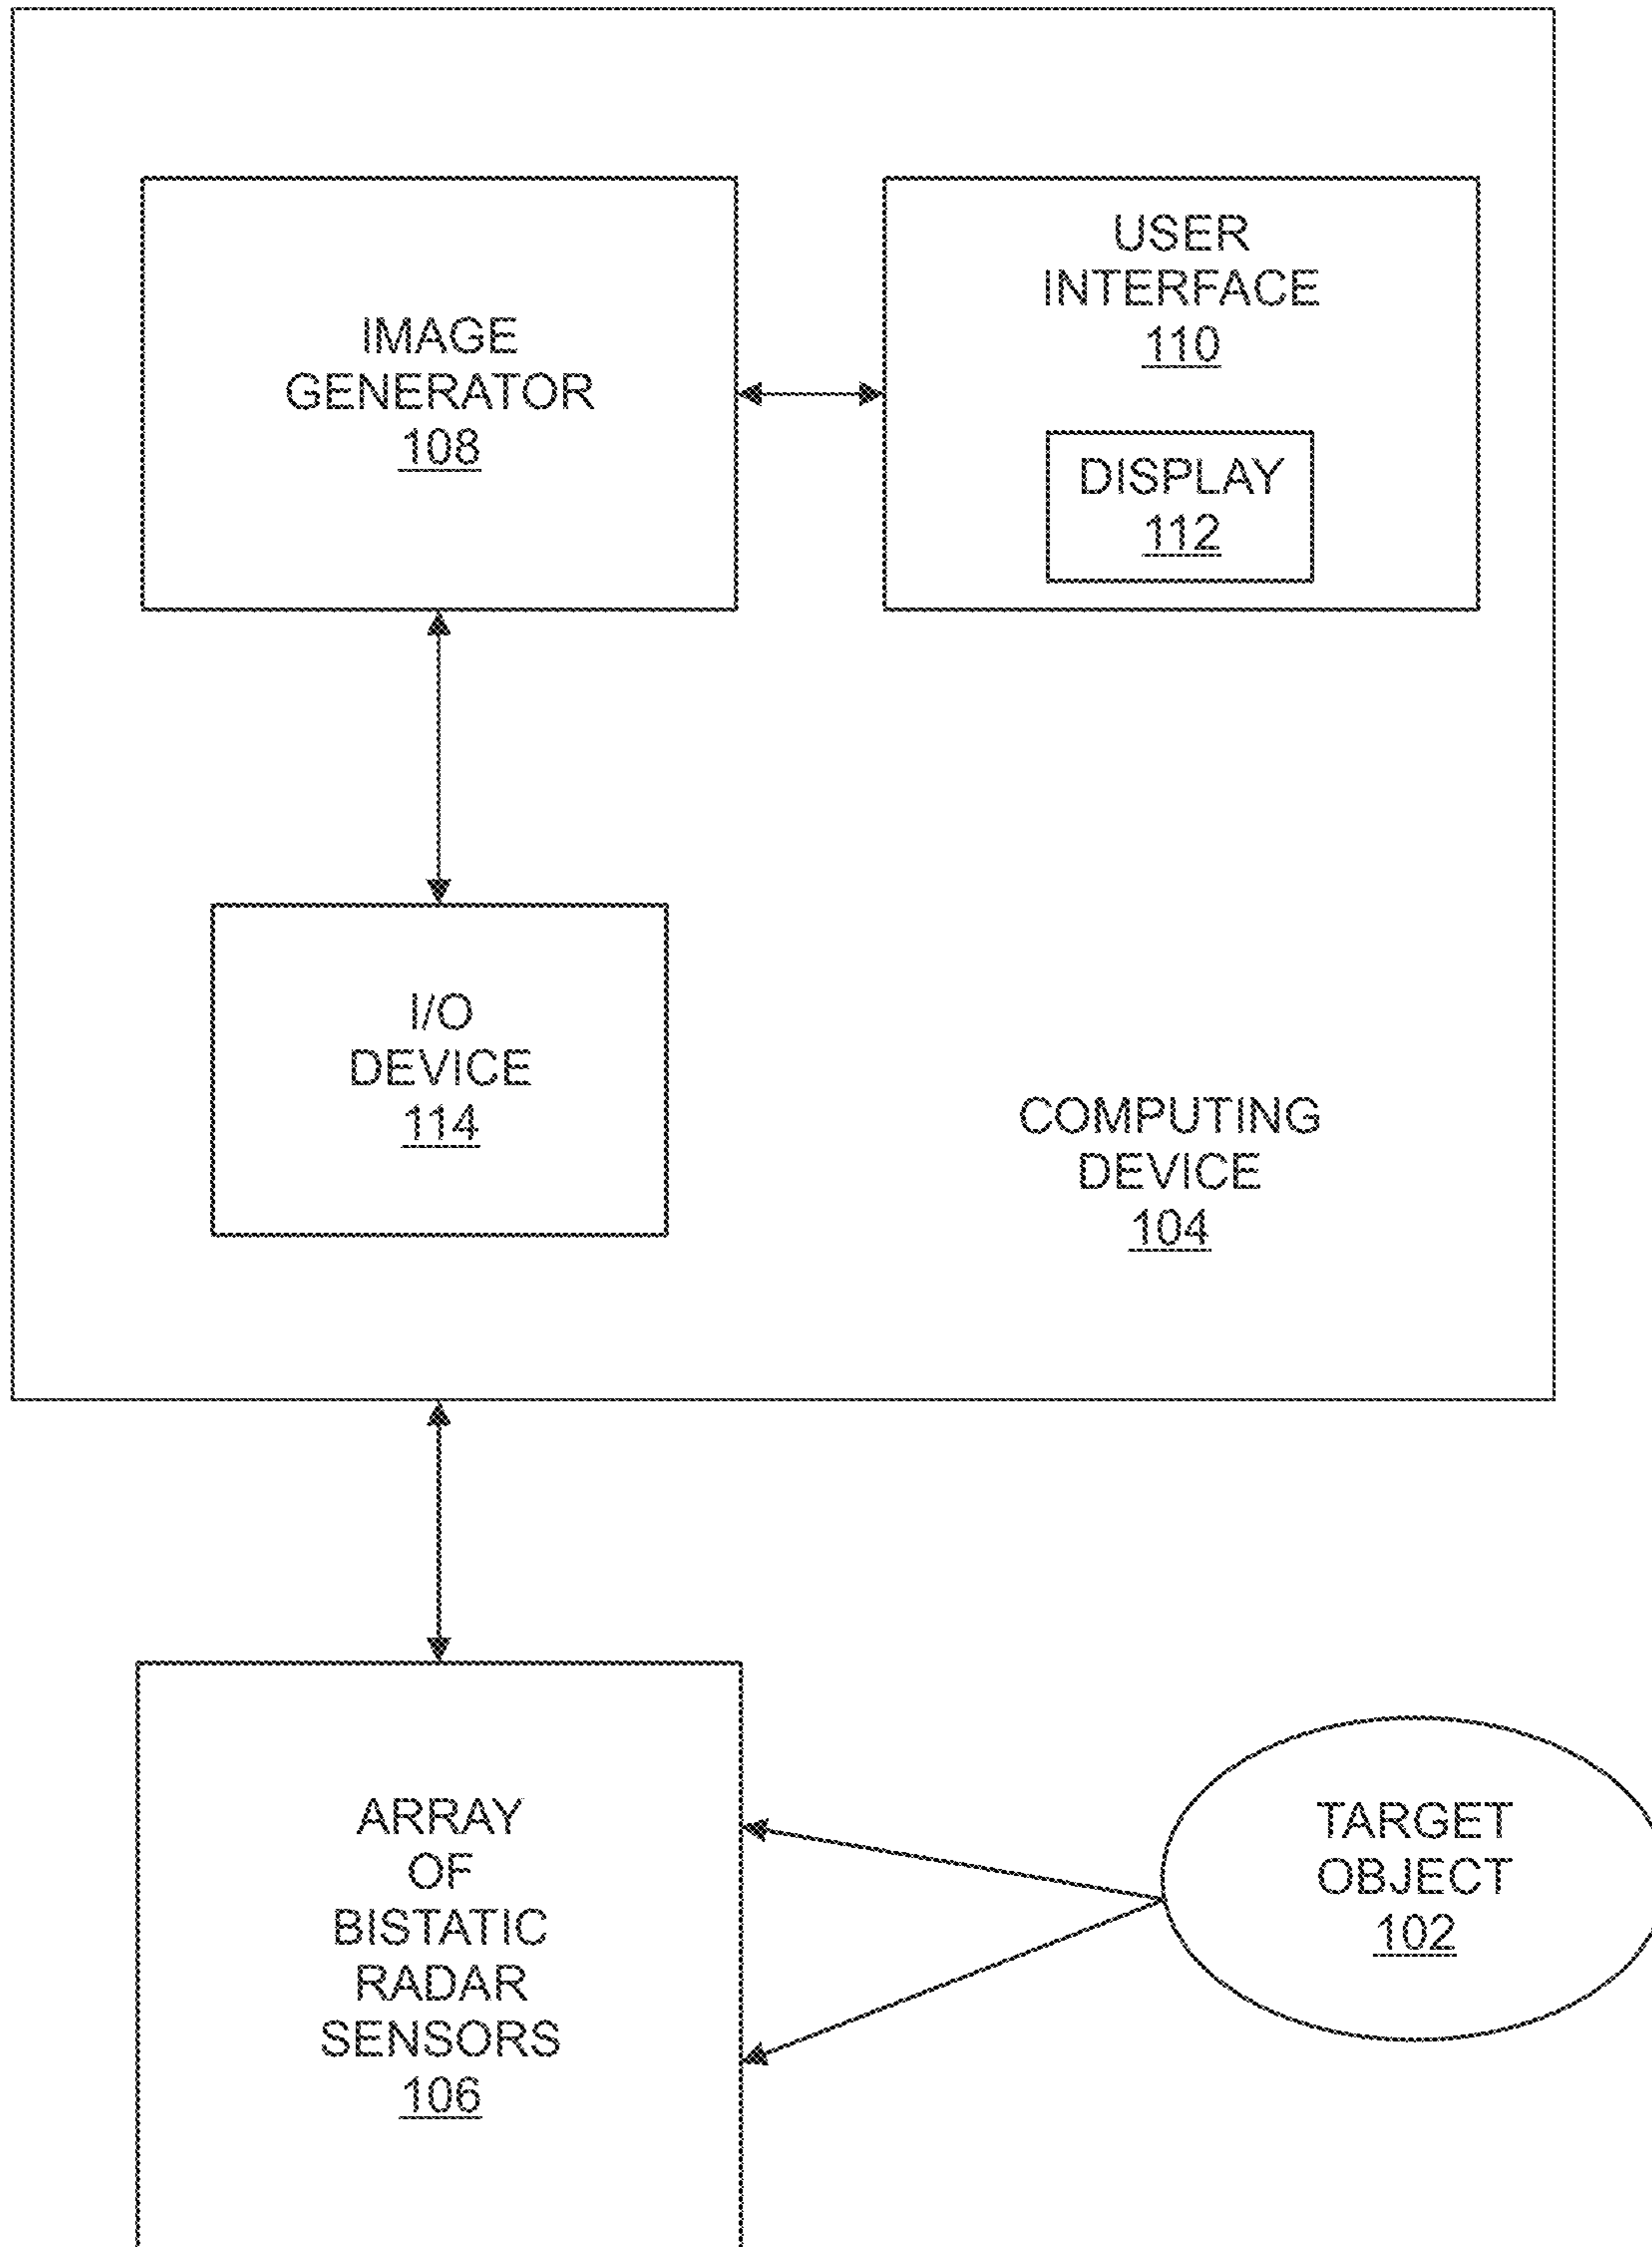 IMAGE
GENERATOR
108
USER
INTERFACE
110
DISPLAY
112
I/O
DEVICE
114
COMPUTING
DEVICE
104
ARRAY
OF
BISTATIC
RADAR
SENSORS
106
TARGET
OBJECT
102